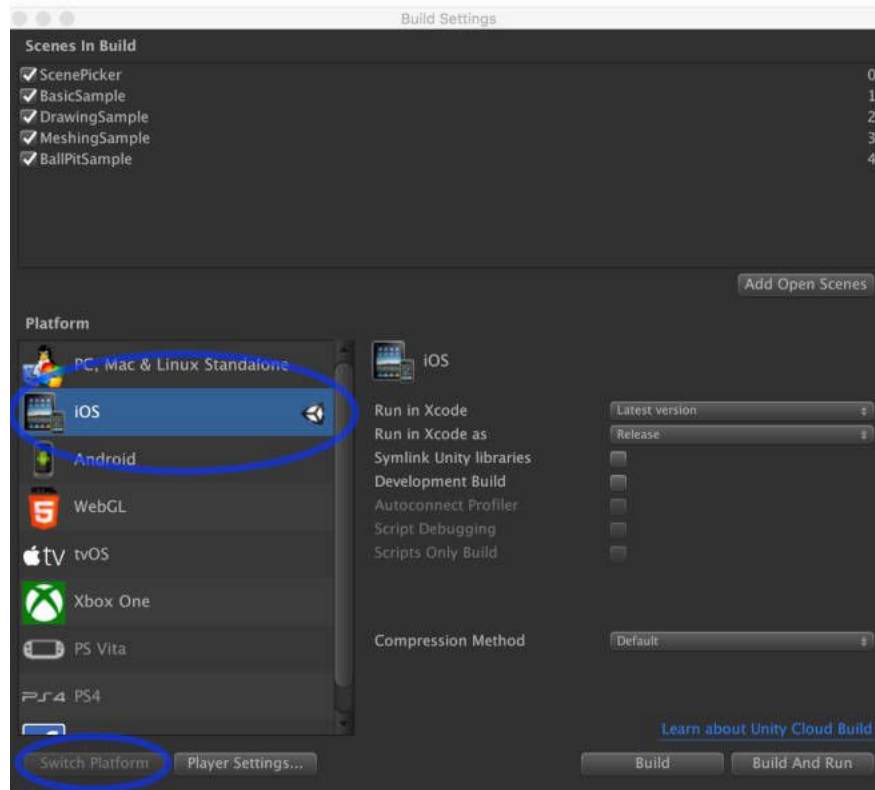 Build Settings
Scenes In Build
ScenePicker 0
BasicSample 1
DrawingSample 2
MeshingSample 3
BallPitSample 4
Add Open Scenes
Platform
PC, Mac & Linux Standalone
iOS
Android
WebGL
tv tvOS
Xbox One
PS Vita
PS4 PS4
iOS
Run in Xcode Latest version
Run in Xcode as Release
Symlink Unity libraries
Development Build
Autoconnect Profiler
Script Debugging
Scripts Only Build
Compression Method Default
Learn about Unity Cloud Build
Switch Platform Player Settings... Build Build And Run